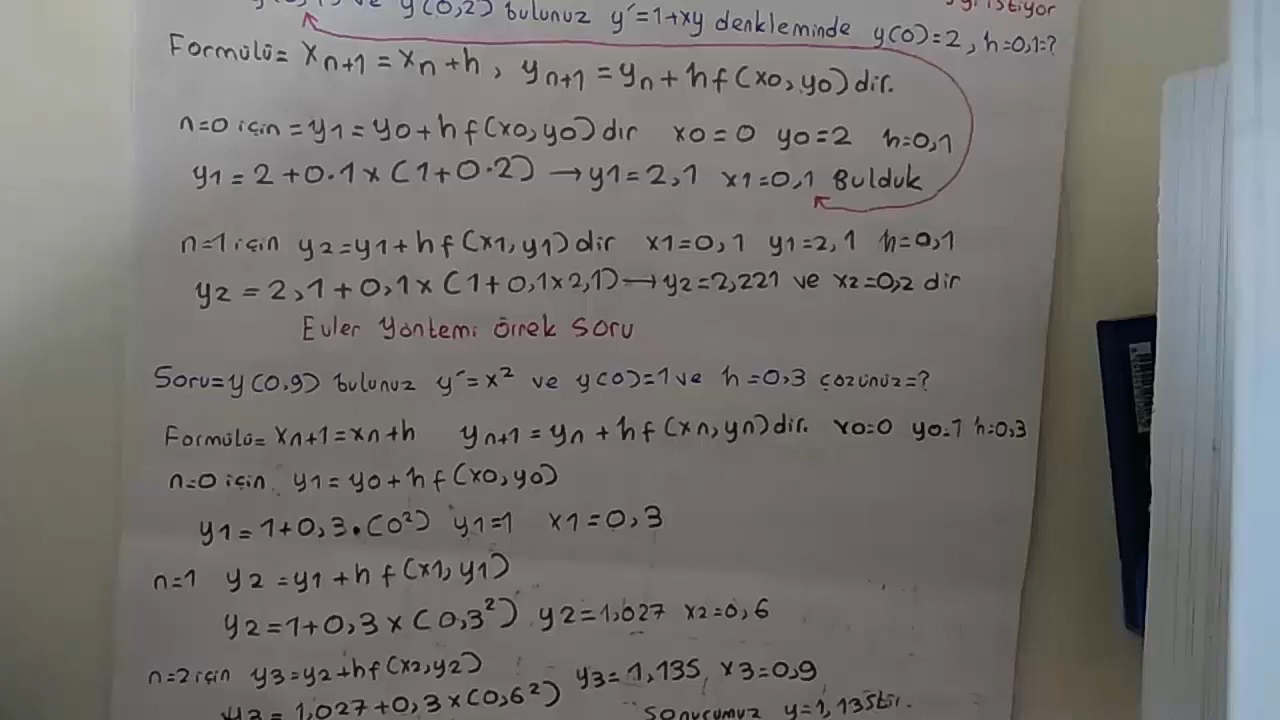 istiyor
ve y(0,2) bulunuz y'=1+xy denkleminde y(0)=2, h=0,1=?
Formülü= xn+1=xn+h, yn+1=yn+hf(x0,y0)dir.
n=0 için=y1=y0+hf(x0,y0)dır x0=0 y0=2 h=0,1
y1=2+0.1x(1+0.2)→y1=2,1 x1=0,1 Bulduk
n=1 için y2=y1+hf(x1,y1)dir x1=0,1 y1=2,1 h=0,1
y2=2,1+0,1x(1+0,1x2,1)→y2=2,221 ve x2=0,2 dir
Euler Yöntemi Örnek Soru
Soru=y(0,9) bulunuz y'=x² ve y(0)=1 ve h=0,3 çözünüz=?
Formülü= xn+1=xn+h yn+1=yn+hf(xn,yn)dir. x0=0 y0=1 h=0,3
n=0 için y1=y0+hf(x0,y0)
y1=1+0,3.(0²) y1=1 x1=0,3
n=1 y2=y1+hf(x1,y1)
y2=1+0,3x(0,3²) y2=1,027 x2=0,6
n=2 için y3=y2+hf(x2,y2) y3=1,135, x3=0,9
y3=1,027+0,3x(0,6²) sonucumuz y=1,135tir.